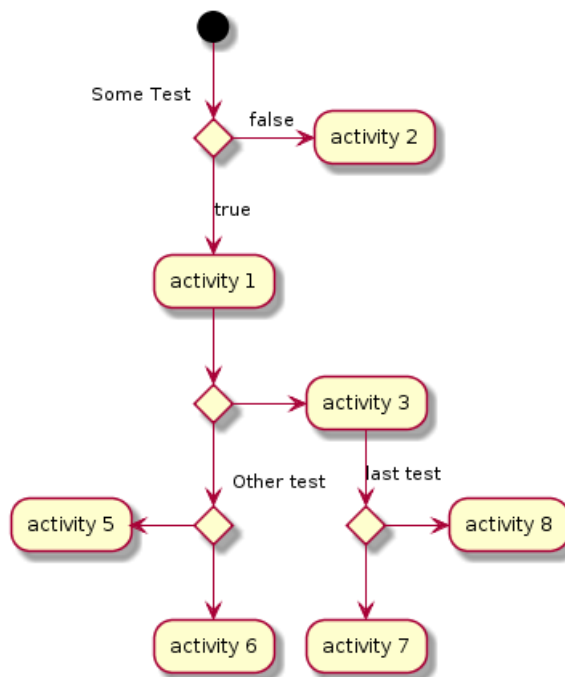 Some Test
false
activity 2
true
activity 1
activity 3
Other test
last test
activity 5
activity 8
activity 6
activity 7